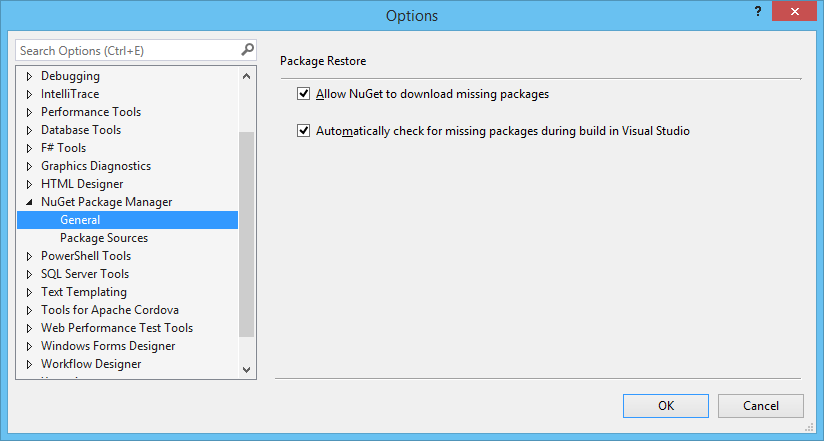 Options
?
Search Options (Ctrl+E)
Debugging
IntelliTrace
Performance Tools
Database Tools
F# Tools
Graphics Diagnostics
HTML Designer
NuGet Package Manager
General
Package Sources
PowerShell Tools
SQL Server Tools
Text Templating
Tools for Apache Cordova
Web Performance Test Tools
Windows Forms Designer
Workflow Designer
Package Restore
Allow NuGet to download missing packages
Automatically check for missing packages during build in Visual Studio
OK
Cancel